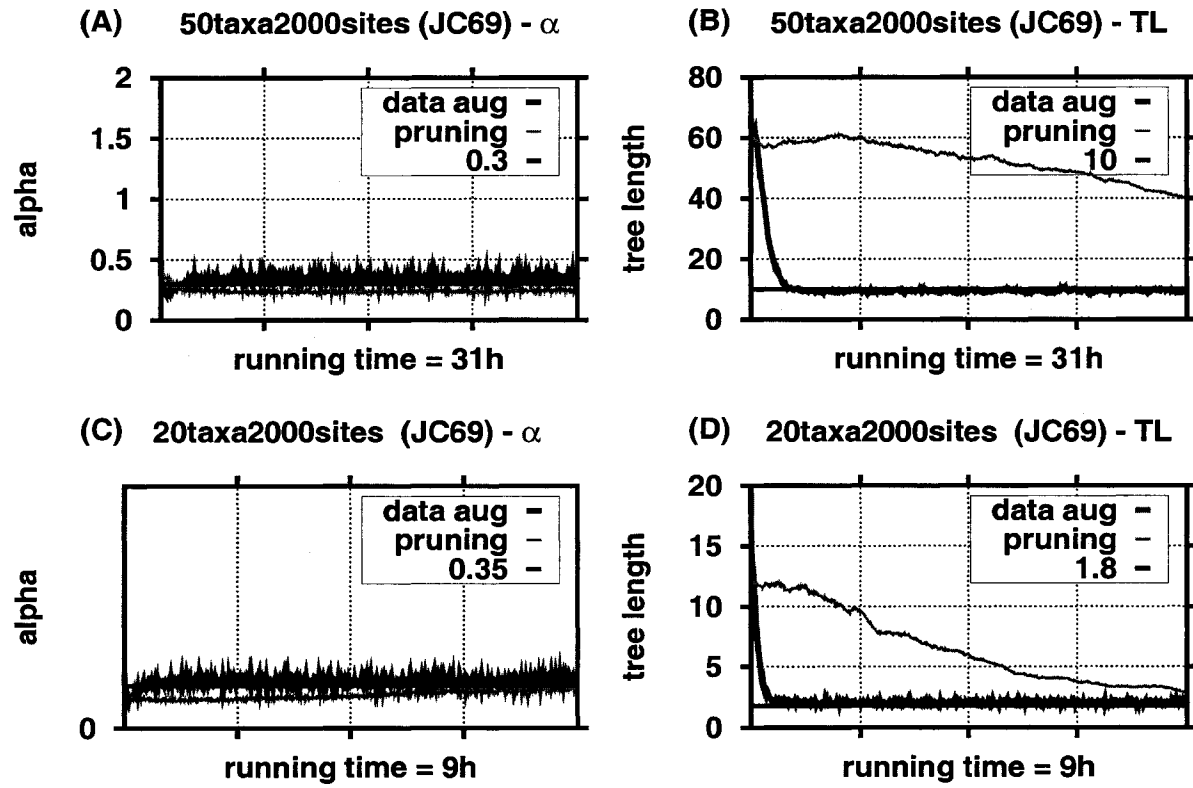 (A) 50taxa2000sites (JC69) - α
2
1.5
1
0.5
0
alpha
data aug
pruning
0.3
running time = 31h
(B) 50taxa2000sites (JC69) - TL
80
60
40
20
0
tree length
data aug
pruning
10
running time = 31h
(C) 20taxa2000sites (JC69) - α
0
alpha
data aug
pruning
0.35
running time = 9h
(D) 20taxa2000sites (JC69) - TL
20
15
10
5
0
tree length
data aug
pruning
1.8
running time = 9h